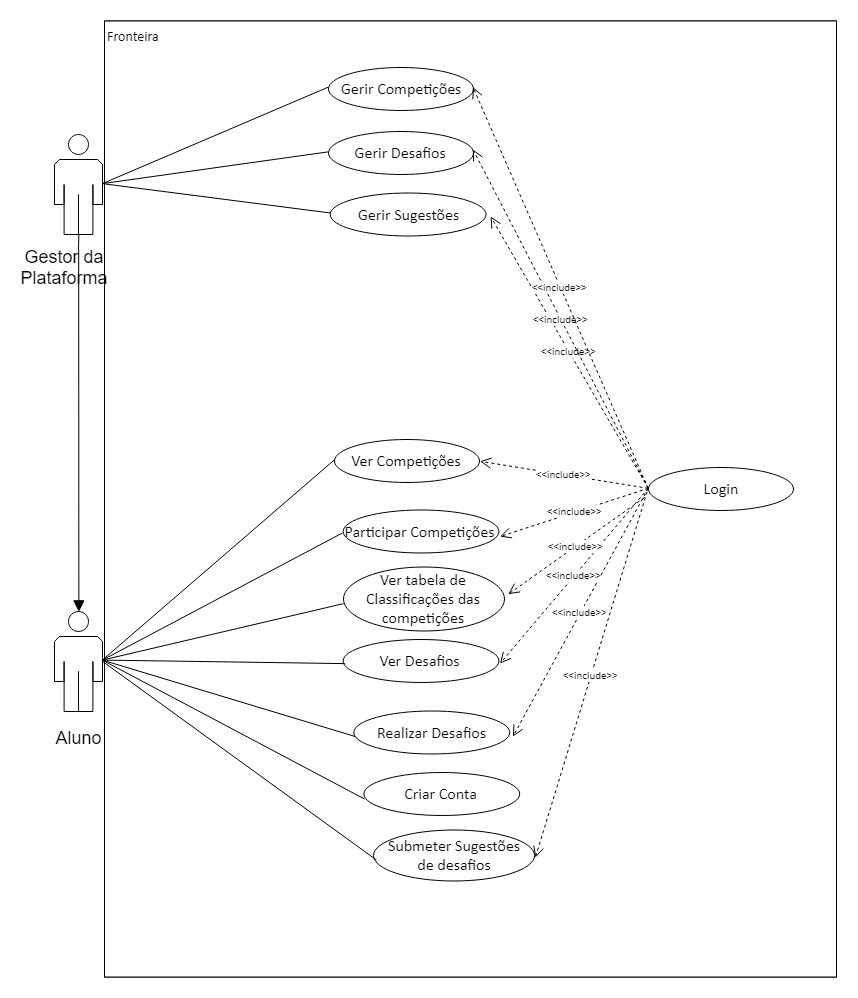 Fronteira
Gerir Competições
Gerir Desafios
Gerir Sugestões
Gestor da
Plataforma
<<include>>
<<include>>
<<include>>
Ver Competições
<<include>>
Login
Participar Competições
<<include>>
<<include>>
Ver tabela de
Classificações das
competições
<<include>>
<<include>>
Ver Desafios
<<include>>
Aluno
Realizar Desafios
Criar Conta
Submeter Sugestões
de desafios